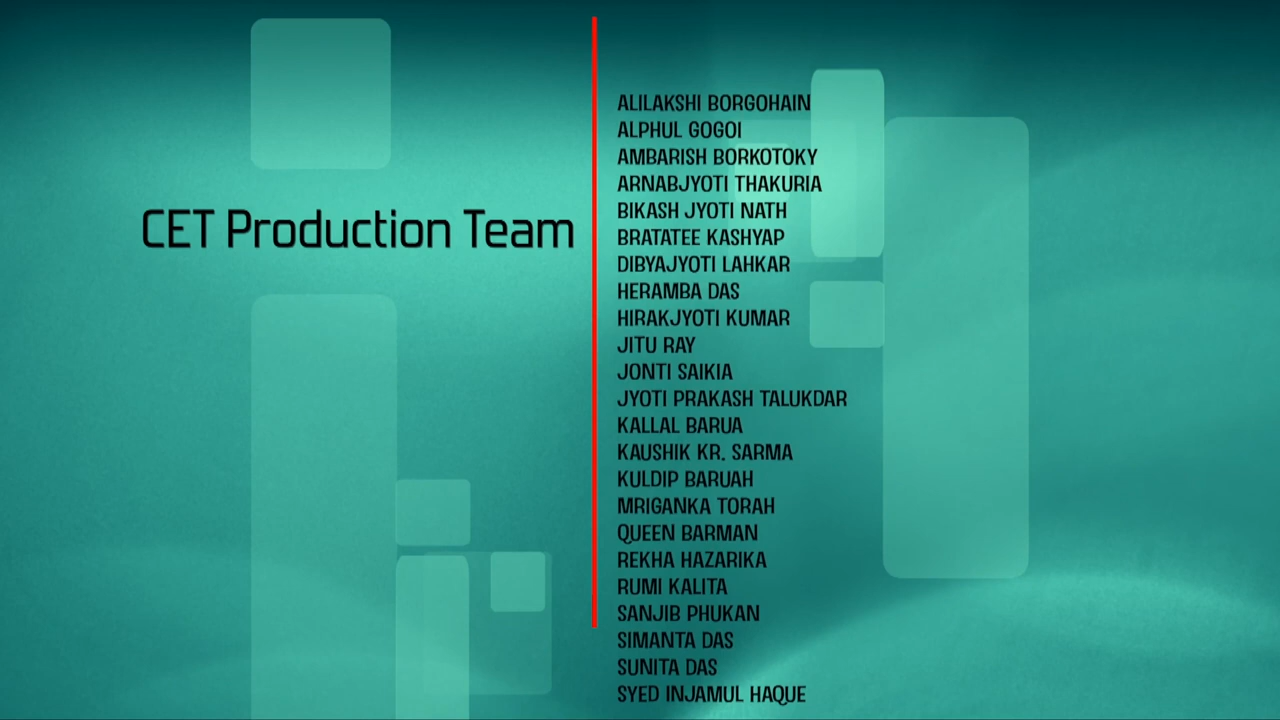 CET Production Team
ALILAKSHI BORGOHAIN
ALPHUL GOGOI
AMBARISH BORKOTOKY
ARNABJYOTI THAKURIA
BIKASH JYOTI NATH
BRATATEE KASHYAP
DIBYAJYOTI LAHKAR
HERAMBA DAS
HIRAKJYOTI KUMAR
JITU RAY
JONTI SAIKIA
JYOTI PRAKASH TALUKDAR
KALLAL BARUA
KAUSHIK KR. SARMA
KULDIP BARUAH
MRIGANKA TORAH
QUEEN BARMAN
REKHA HAZARIKA
RUMI KALITA
SANJIB PHUKAN
SIMANTA DAS
SUNITA DAS
SYED INJAMUL HAQUE